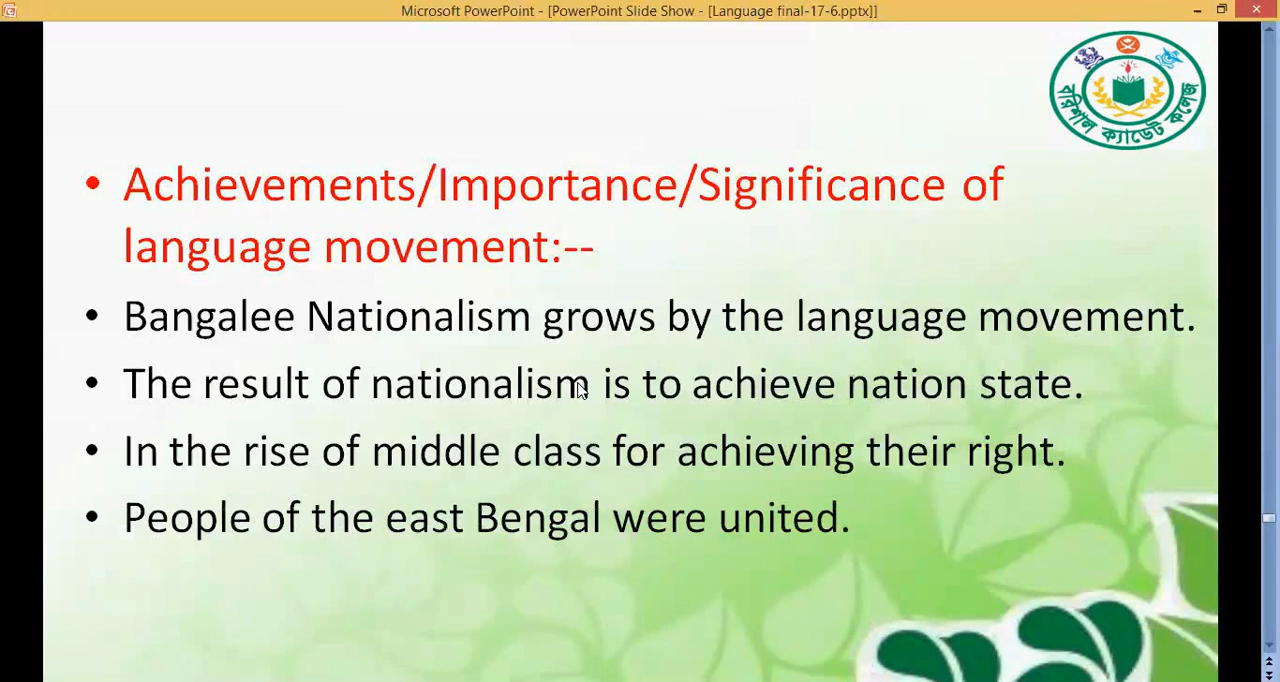 Microsoft PowerPoint - [PowerPoint Slide Show - [Language final-17-6.pptx]]
বরিশাল ক্যাডেট কলেজ
• Achievements/Importance/Significance of
language movement:--
• Bangalee Nationalism grows by the language movement.
• The result of nationalism is to achieve nation state.
• In the rise of middle class for achieving their right.
• People of the east Bengal were united.